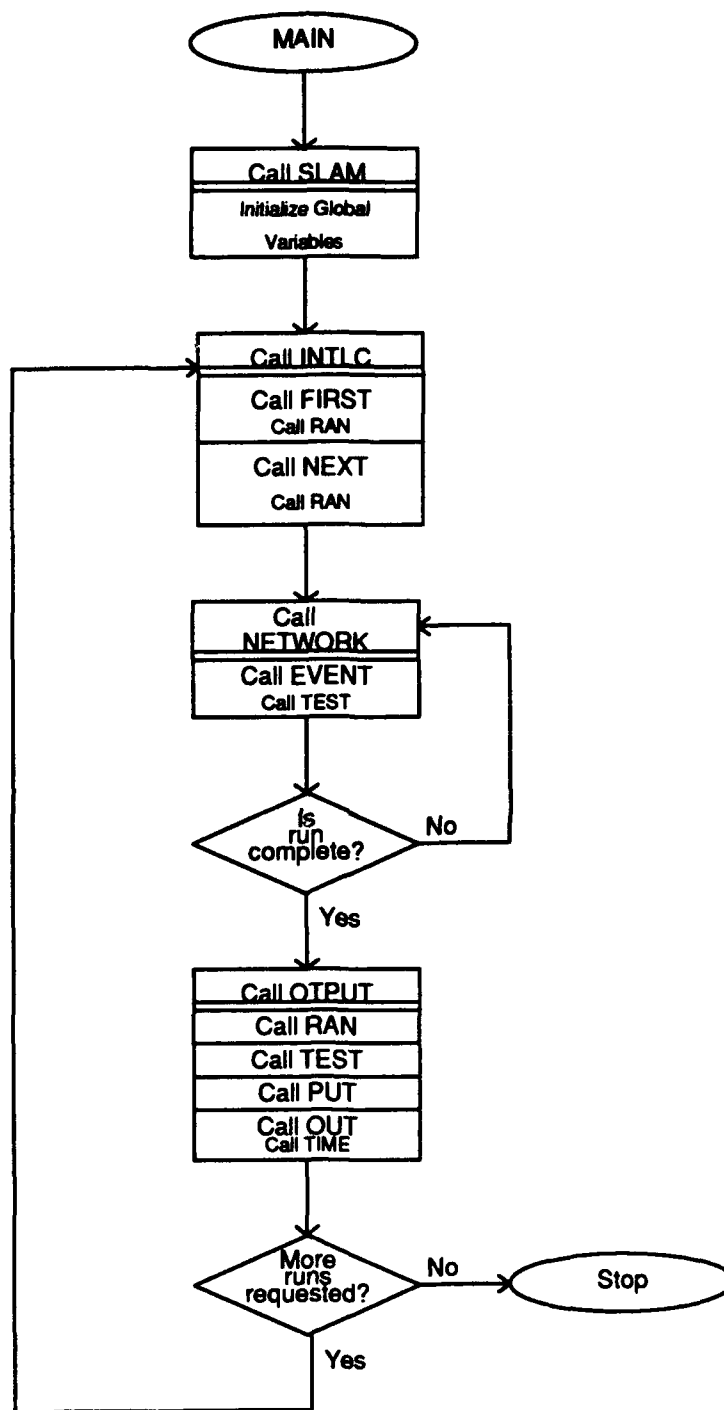 MAIN
Call SLAM
Initialize Global
Variables
Call INTLC
Call FIRST
Call RAN
Call NEXT
Call RAN
Call
NETWORK
Call EVENT
Call TEST
Is
run
complete?
No
Yes
Call OTPUT
Call RAN
Call TEST
Call PUT
Call OUT
Call TIME
More
runs
requested?
No
Stop
Yes